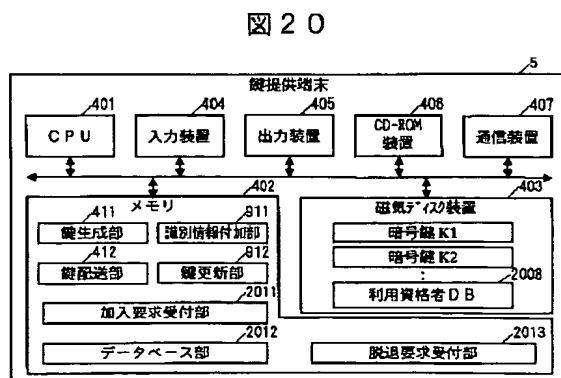 図20
5
鍵提供端末
401 404 405 406 407
CPU 入力装置 出力装置 CD-ROM装置 通信装置
402 403
メモリ 磁気ディスク装置
411 911
鍵生成部 識別情報付加部 暗号鍵K1
412 912
鍵配送部 鍵更新部 暗号鍵K2
:
2011 2008
加入要求受付部 利用資格者DB
2012 2013
データベース部 脱退要求受付部